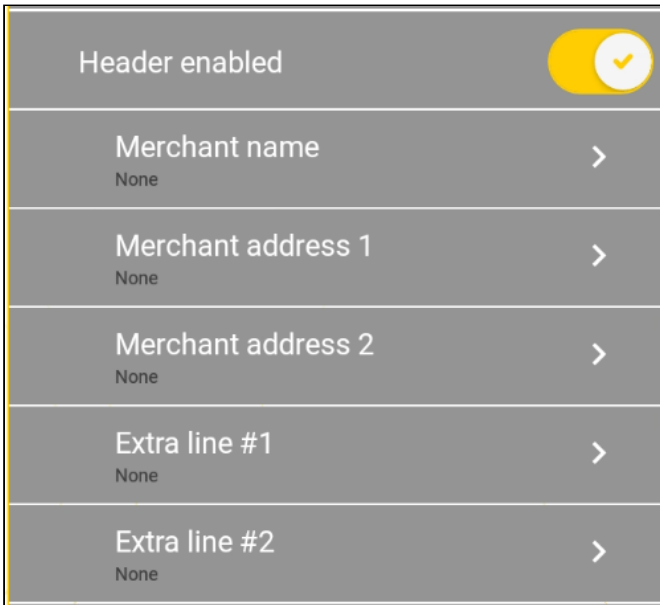 Header enabled
Merchant name
None
Merchant address 1
None
Merchant address 2
None
Extra line #1
None
Extra line #2
None